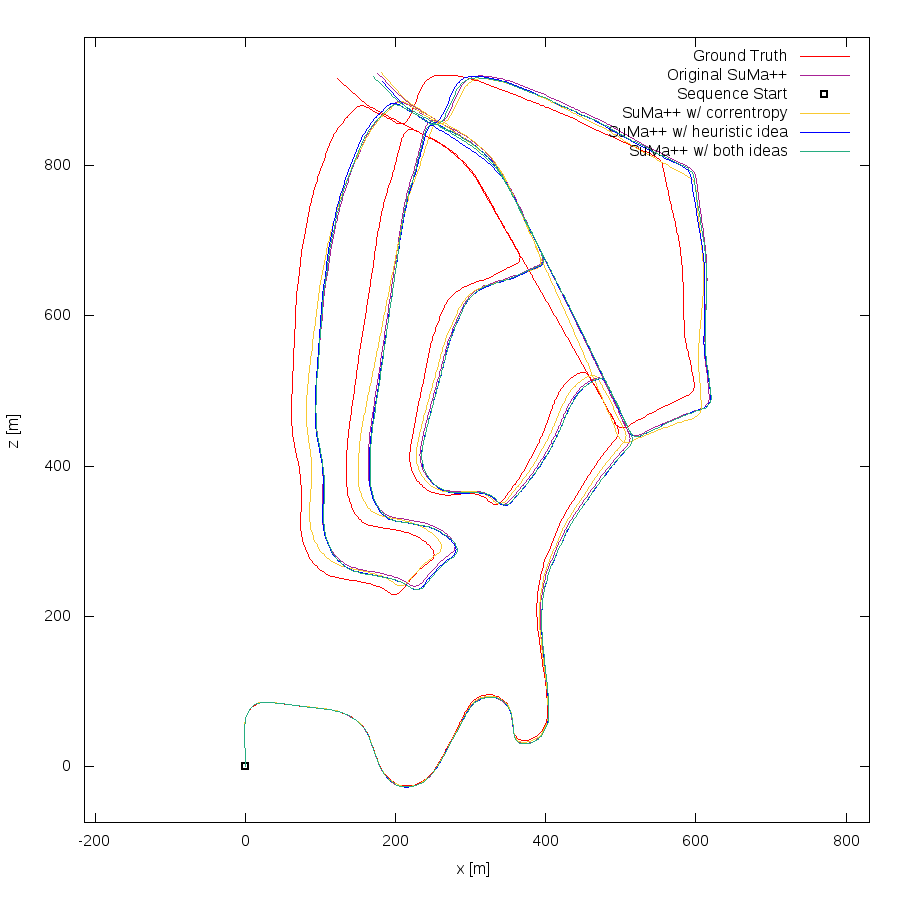 Ground Truth
Original SuMa++
Sequence Start
SuMa++ w/ correntropy
SuMa++ w/ heuristic idea
SuMa++ w/ both ideas
800
600
400
200
0
z [m]
-200 0 200 400 600 800
x [m]